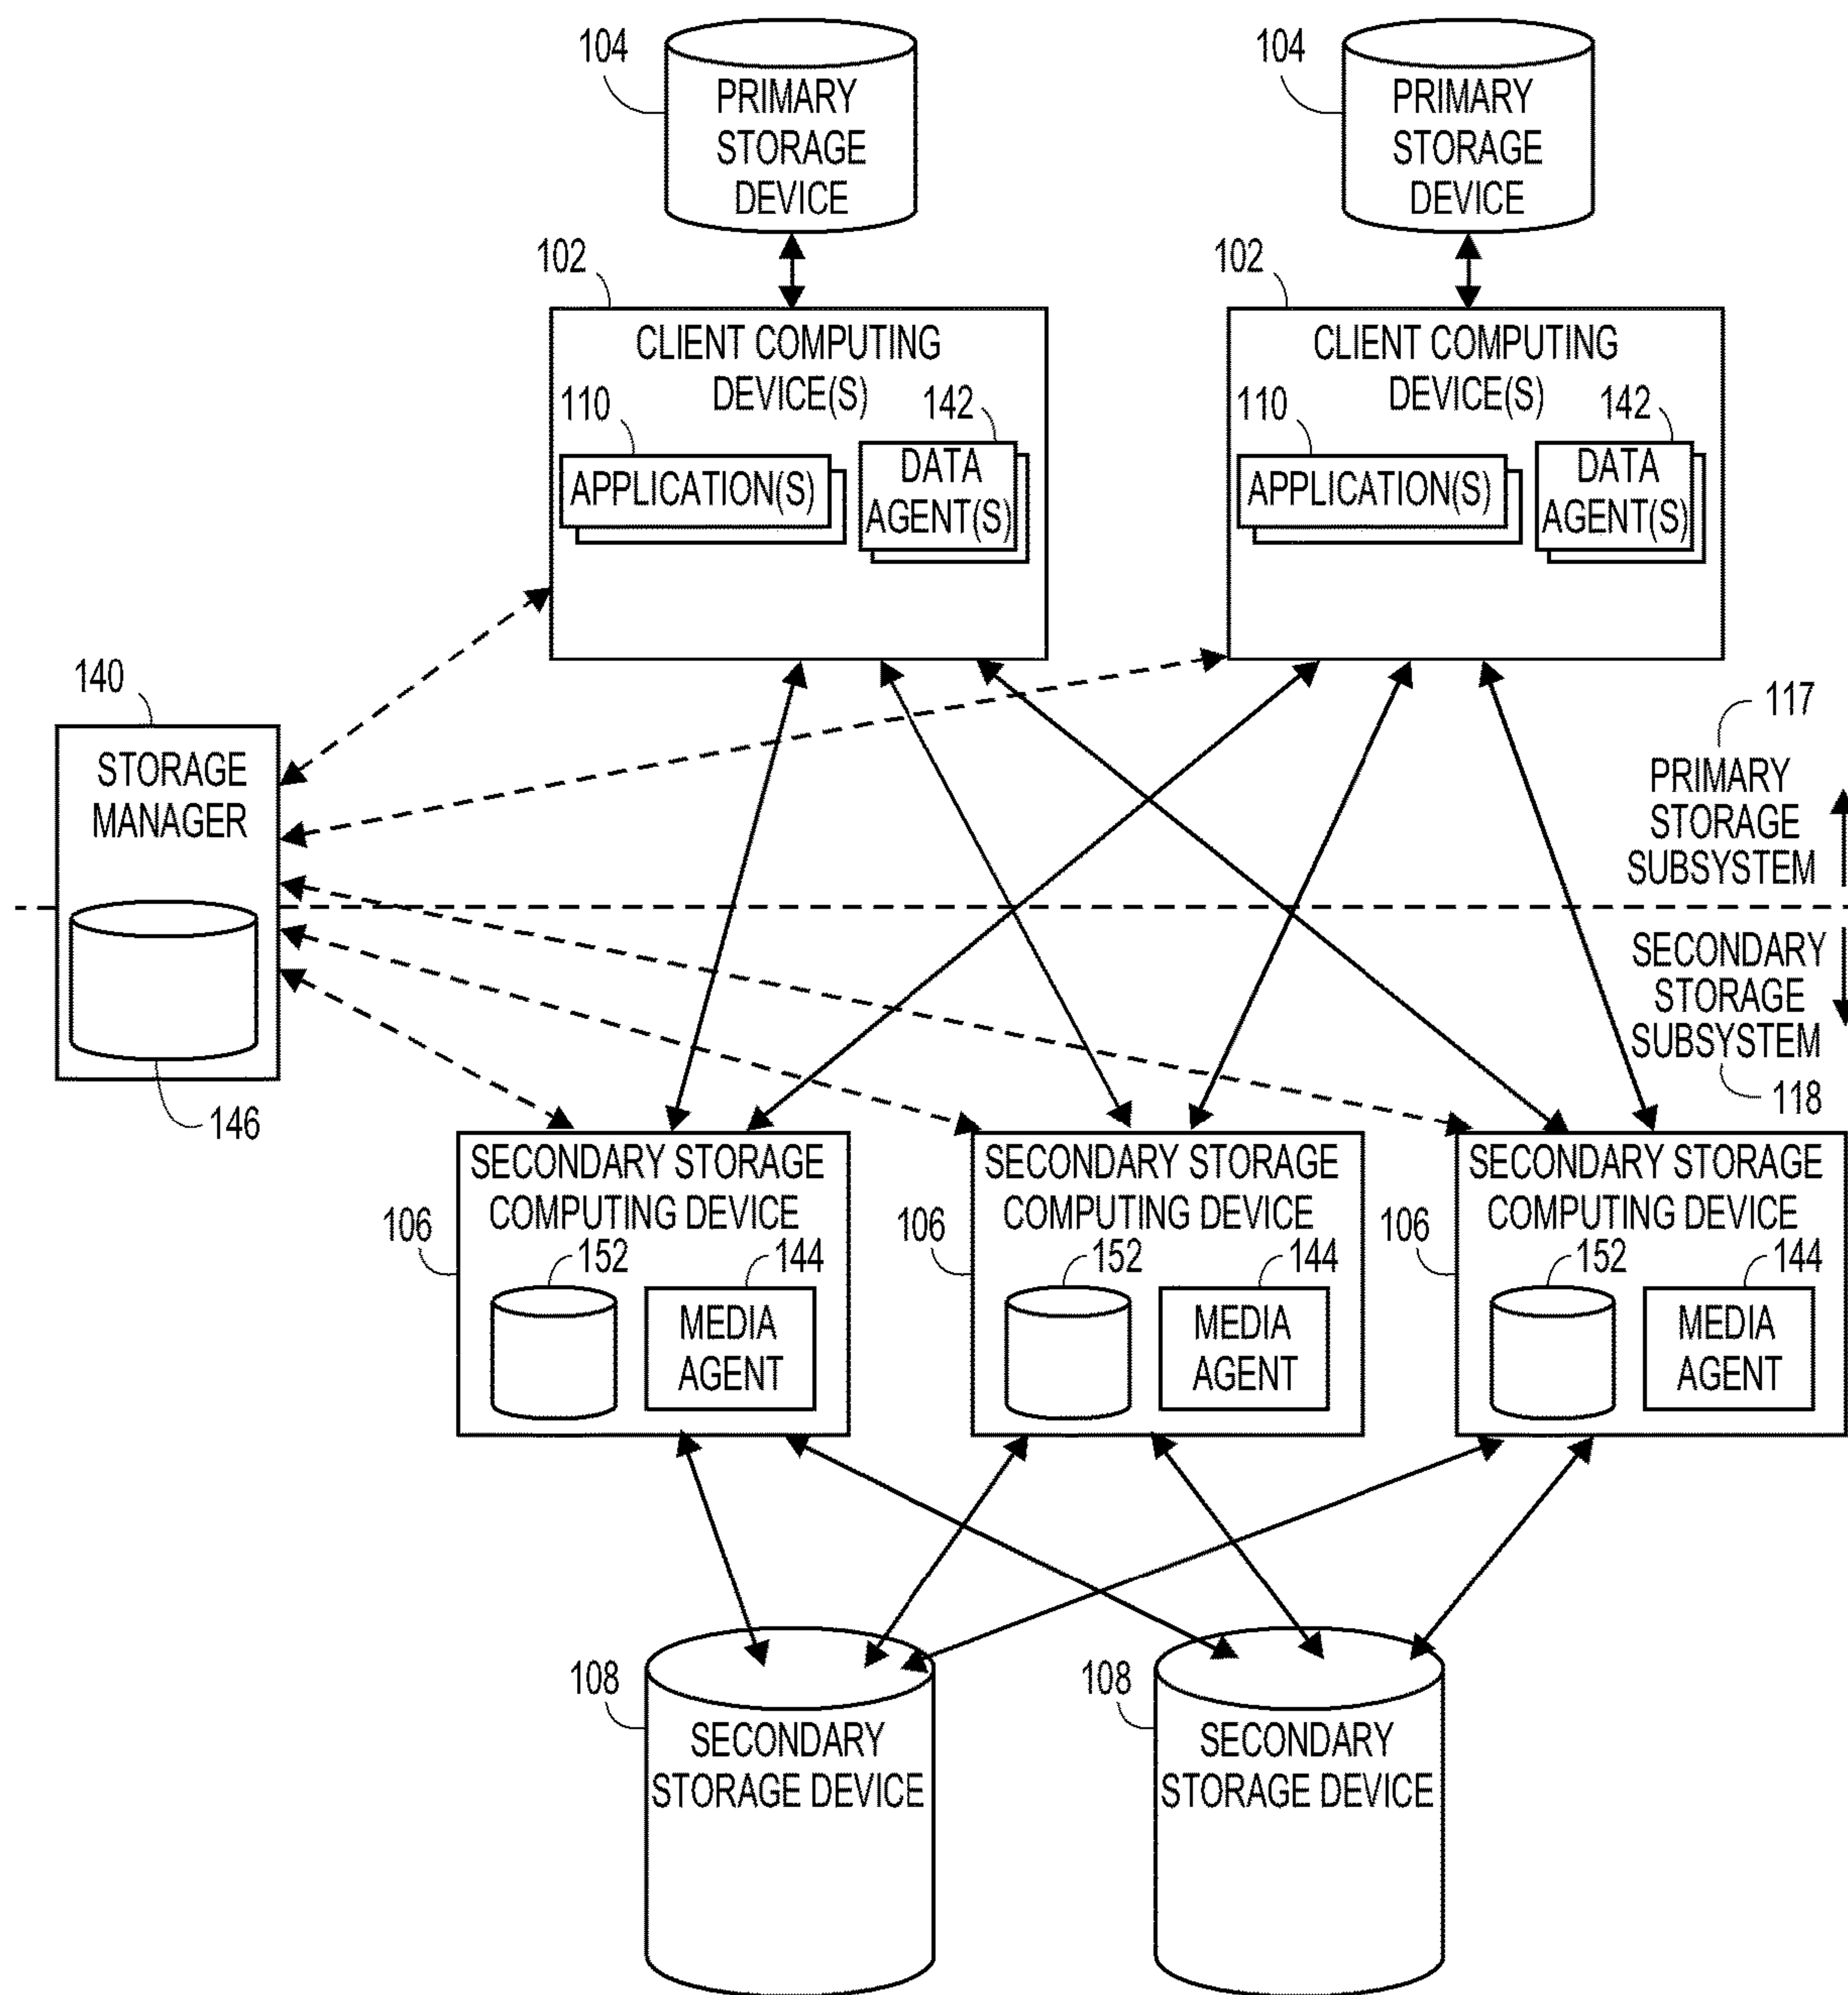 104
PRIMARY
STORAGE
DEVICE
104
PRIMARY
STORAGE
DEVICE
102
CLIENT COMPUTING
DEVICE(S)
110
APPLICATION(S)
142
DATA
AGENT(S)
102
CLIENT COMPUTING
DEVICE(S)
110
APPLICATION(S)
142
DATA
AGENT(S)
140
STORAGE
MANAGER
146
117
PRIMARY
STORAGE
SUBSYSTEM
SECONDARY
STORAGE
SUBSYSTEM
118
106
SECONDARY STORAGE
COMPUTING DEVICE
152
144
MEDIA
AGENT
106
SECONDARY STORAGE
COMPUTING DEVICE
152
144
MEDIA
AGENT
106
SECONDARY STORAGE
COMPUTING DEVICE
152
144
MEDIA
AGENT
108
SECONDARY
STORAGE DEVICE
108
SECONDARY
STORAGE DEVICE